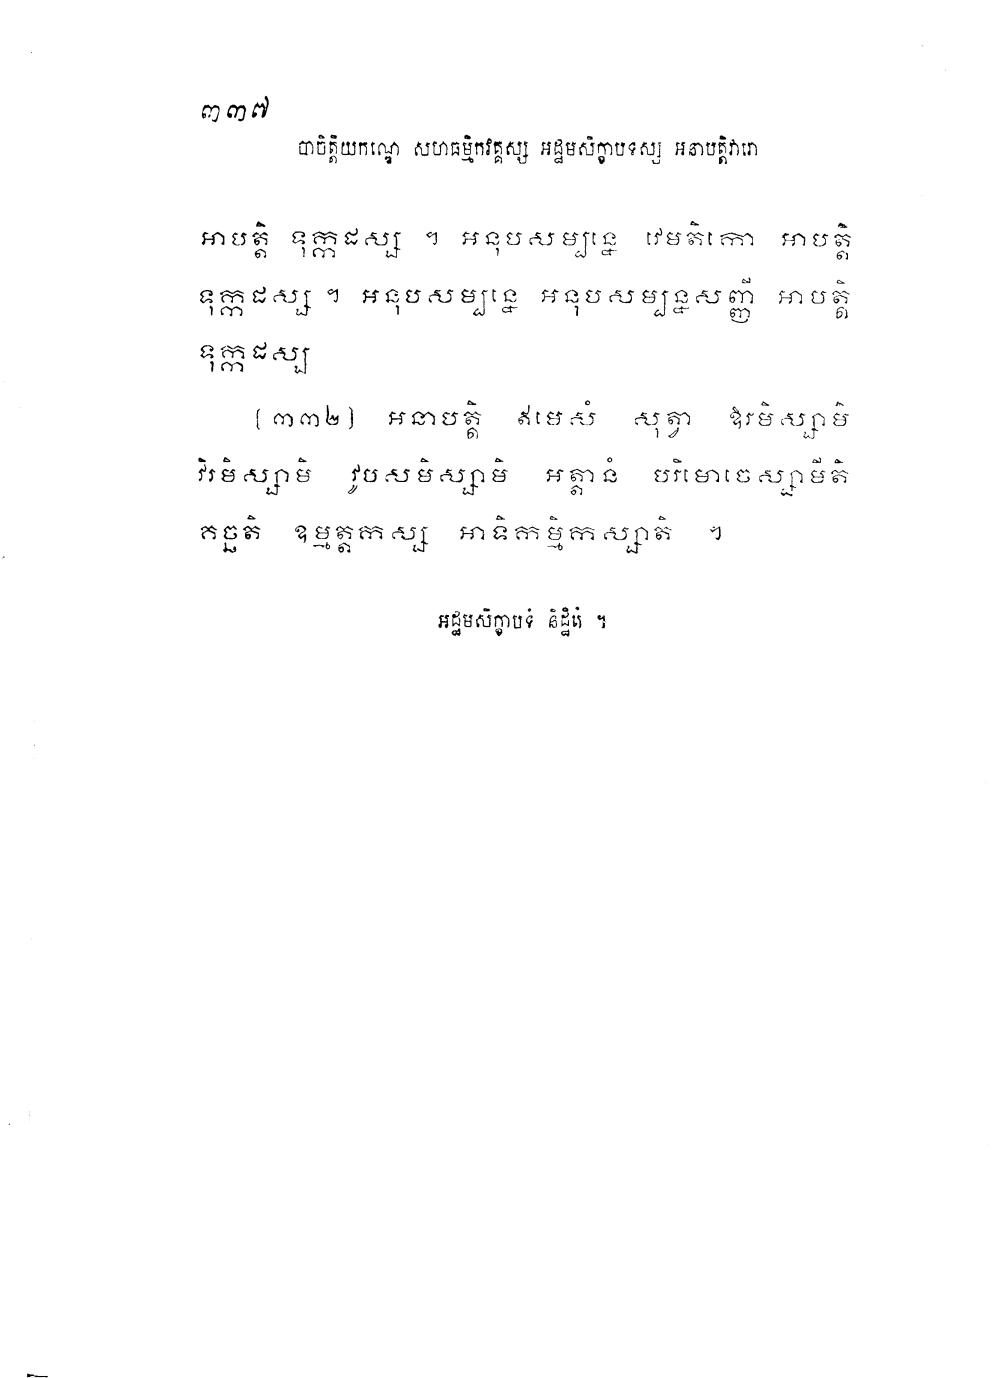 ៣៣៧
បាចិត្តិយកណ្ឌេ សហធម្មិកវគ្គស្ស អដ្ឋមសិក្ខាបទស្ស អនាបត្តិវារោ
អាបត្តិ ទុក្កដស្ស ។ អនុបសម្បន្នេ វេមតិកោ អាបត្តិ
ទុក្កដស្ស ។ អនុបសម្បន្នេ អនុបសម្បន្នសញ្ញី អាបត្តិ
ទុក្កដស្ស
(៣៣២) អនាបត្តិ ឥមេសំ សុត្វា ឱរមិស្សាមិ
វិរមិស្សាមិ វូបសមិស្សាមិ អត្តានំ បរិមោចេស្សាមីតិ
គច្ឆតិ ឧម្មត្តកស្ស អាទិកម្មិកស្សាតិ ។
អដ្ឋមសិក្ខាបទំ និដ្ឋិតំ ។